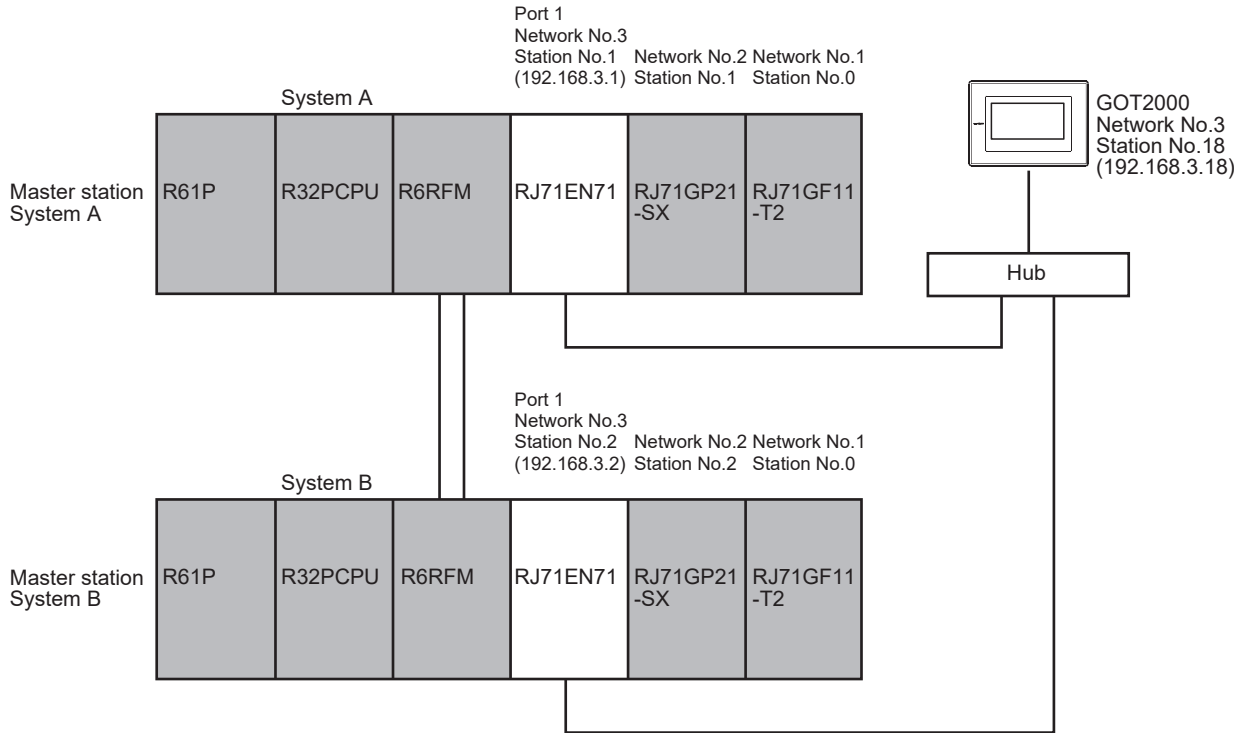 Port 1
Network No.3
Station No.1 Network No.2 Network No.1
(192.168.3.1) Station No.1 Station No.0
System A
GOT2000
Network No.3
Station No.18
(192.168.3.18)
Master station
System A
R61P R32PCPU R6RFM RJ71EN71 RJ71GP21 RJ71GF11
-SX -T2
Hub
Port 1
Network No.3
Station No.2 Network No.2 Network No.1
(192.168.3.2) Station No.2 Station No.0
System B
Master station
System B
R61P R32PCPU R6RFM RJ71EN71 RJ71GP21 RJ71GF11
-SX -T2